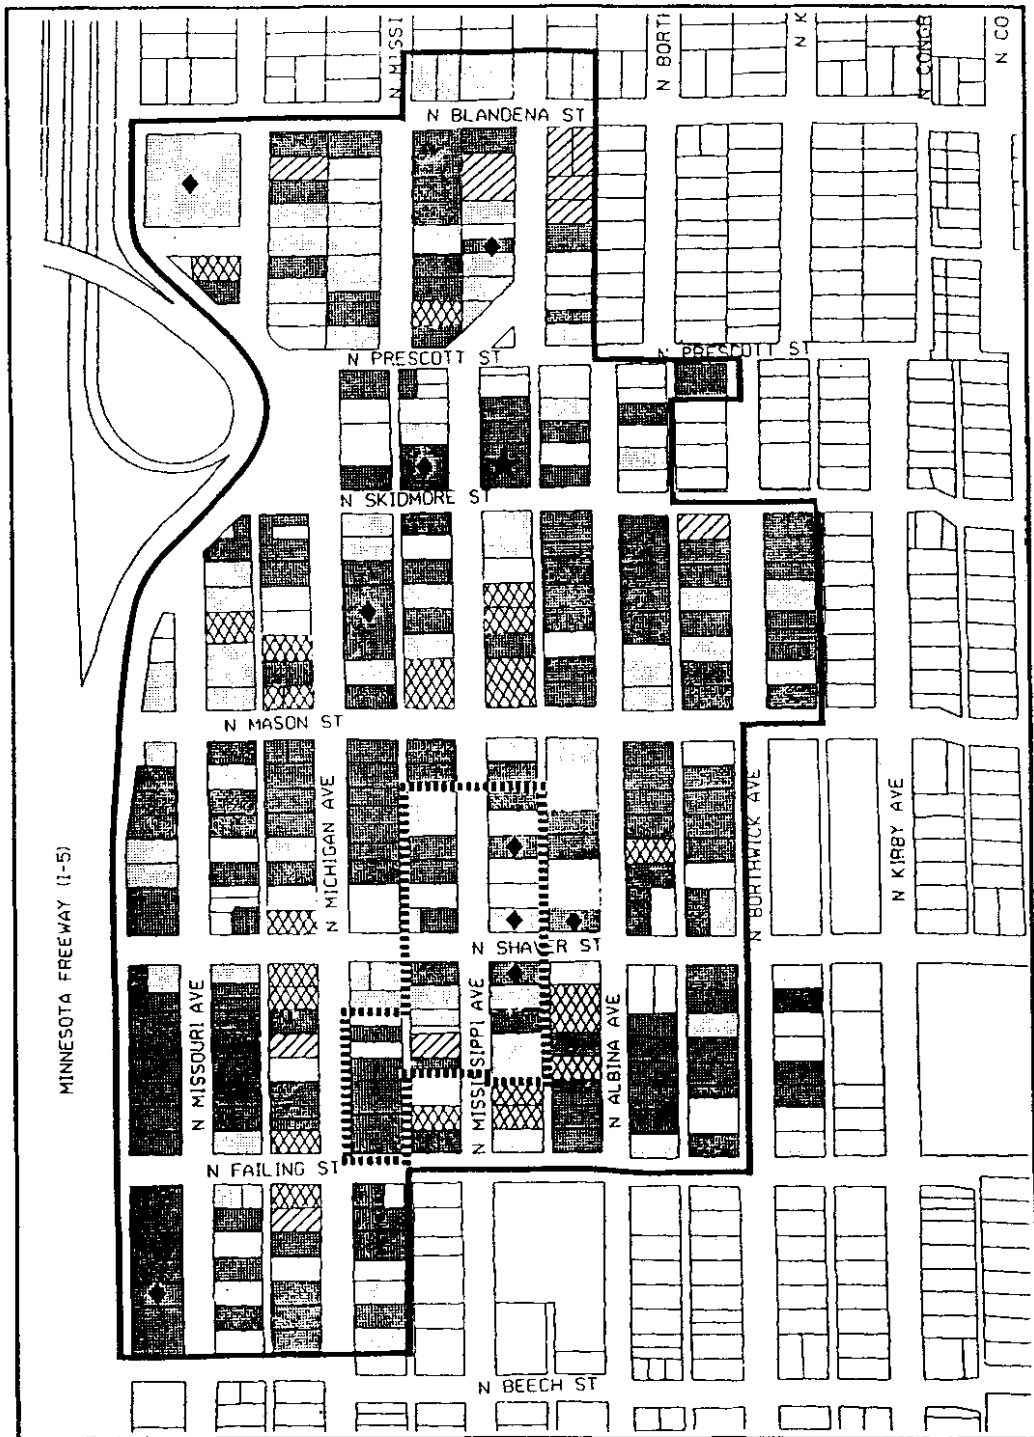 N MISSI
N BORT
N K
N CONGR
N CO
N BLANDENA ST
N PRESCOTT ST
N PRESCOTT ST
N SKIDMORE ST
N MASON ST
N MICHIGAN AVE
N BORTHWICK AVE
N KIRBY AVE
MINNESOTA FREEWAY (I-5)
N SHAVER ST
N MISSOURI AVE
N MISSISSIPPI AVE
N ALBINA AVE
N FAILING ST
N BEECH ST